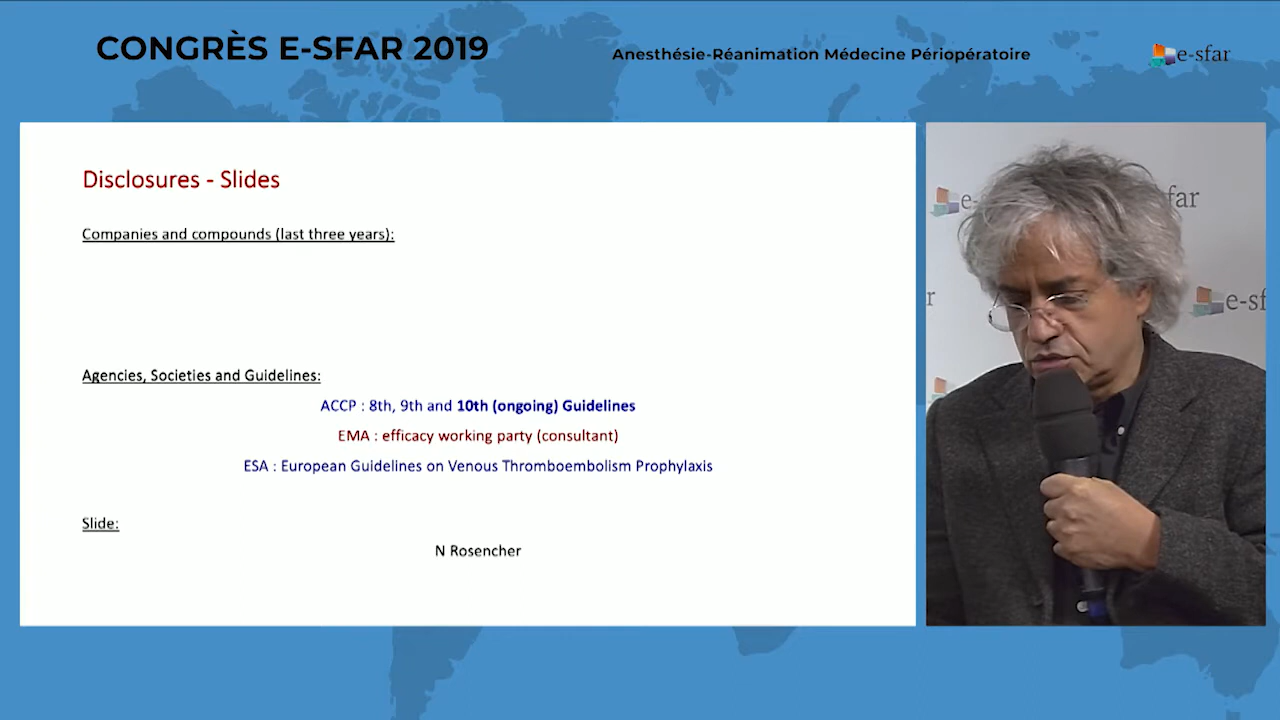 CONGRÈS E-SFAR 2019
Anesthésie-Réanimation Médecine Périopératoire
e-sfar
Disclosures - Slides
Companies and compounds (last three years):
Agencies, Societies and Guidelines:
ACCP : 8th, 9th and 10th (ongoing) Guidelines
EMA : efficacy working party (consultant)
ESA : European Guidelines on Venous Thromboembolism Prophylaxis
Slide:
N Rosencher
e-
far
r
e-sf